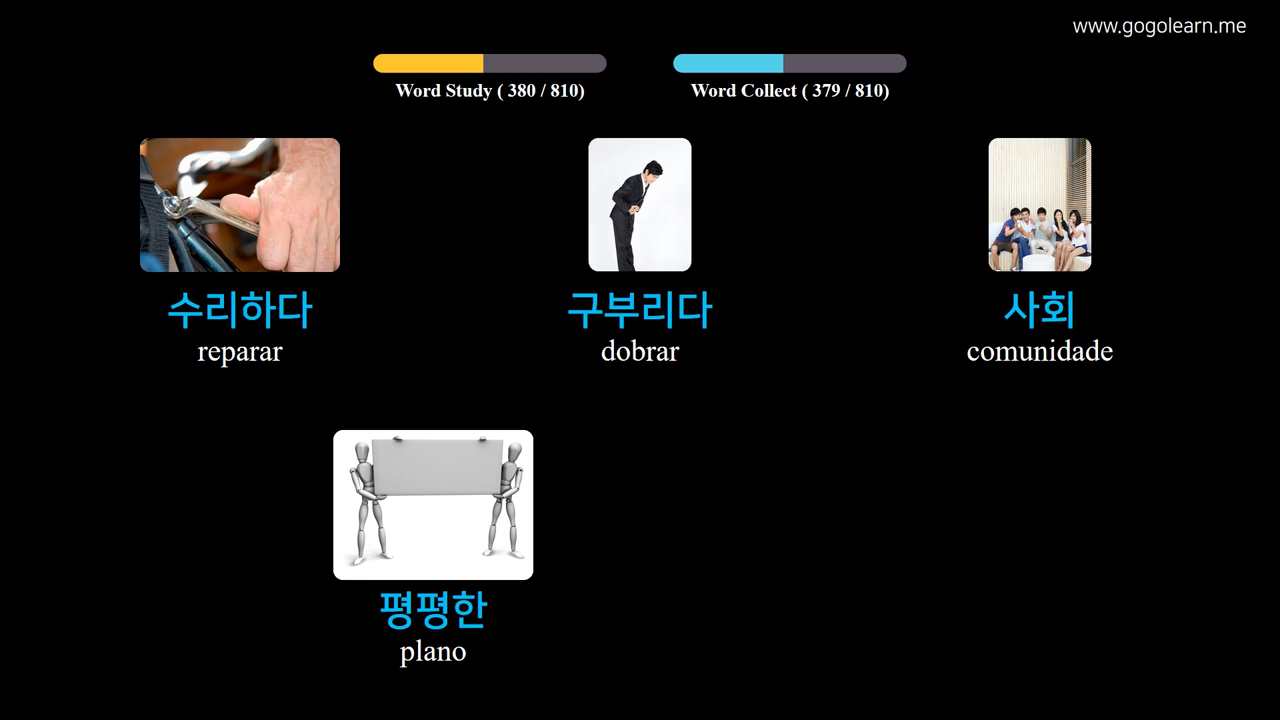 www.gogolearn.me
Word Study ( 380 / 810)
Word Collect ( 379 / 810)
수리하다
reparar
구부리다
dobrar
사회
comunidade
평평한
plano